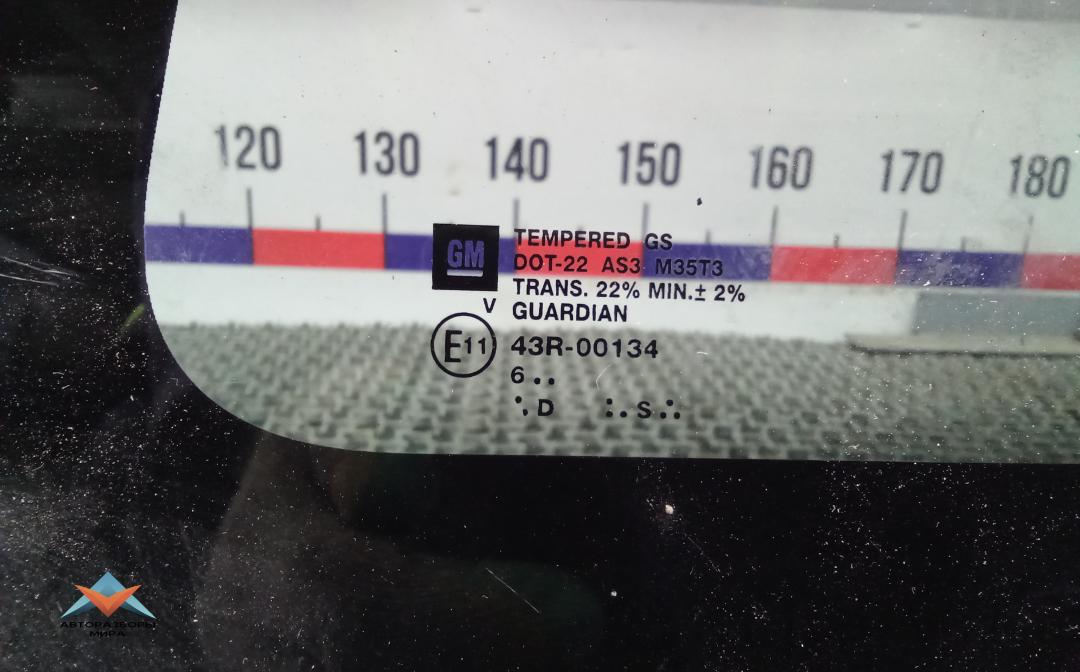 120 130 140 150 160 170 180
GM
TEMPERED GS
DOT-22 AS3 M35T3
TRANS. 22% MIN.± 2%
V GUARDIAN
E11 43R-00134
6..
D S
АВТОРАЗБОРЫ
МИРА